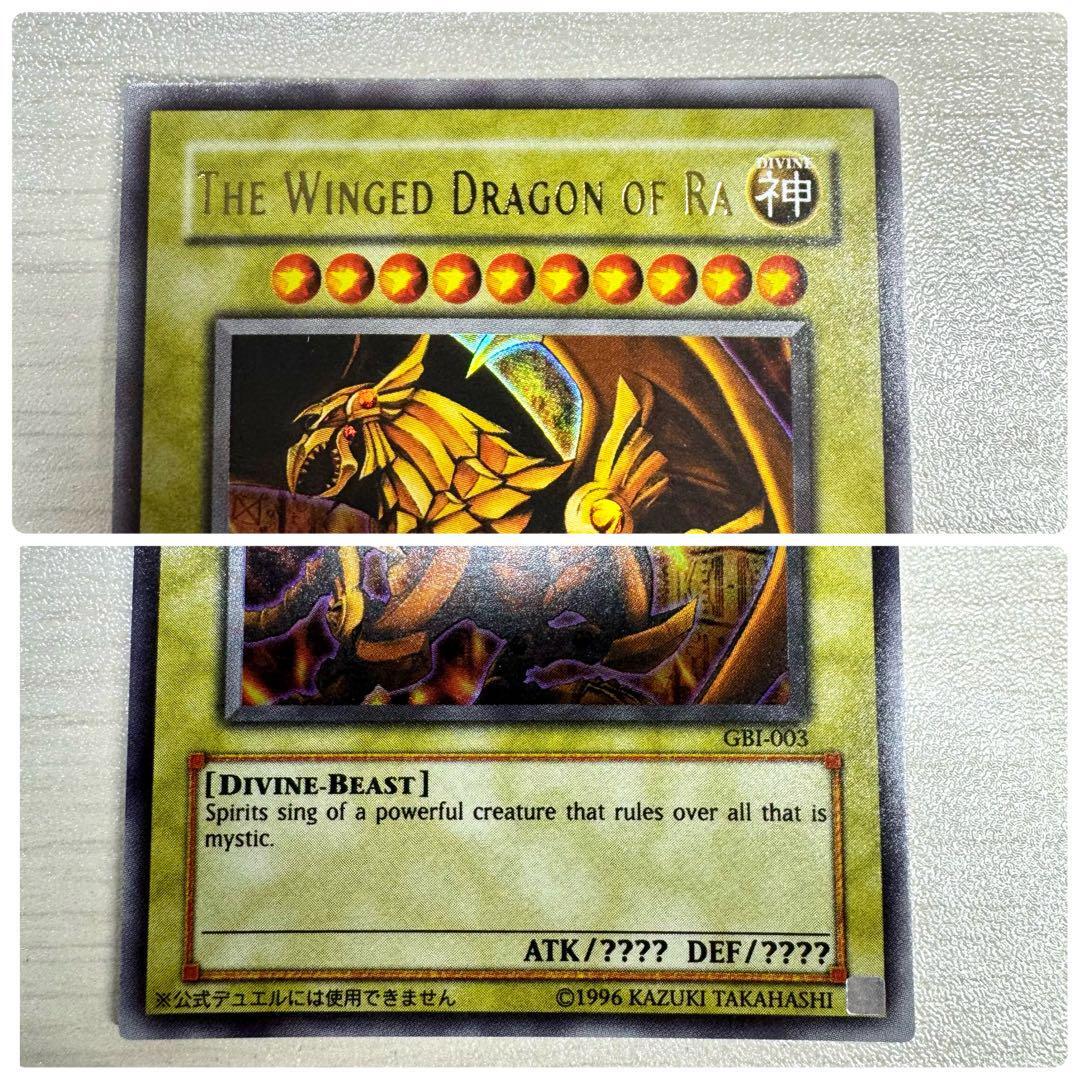 THE WINGED DRAGON OF RA
DIVINE
神
GBI-003
[DIVINE-BEAST]
Spirits sing of a powerful creature that rules over all that is
mystic.
ATK/???? DEF/????
※公式デュエルには使用できません
©1996 KAZUKI TAKAHASHI